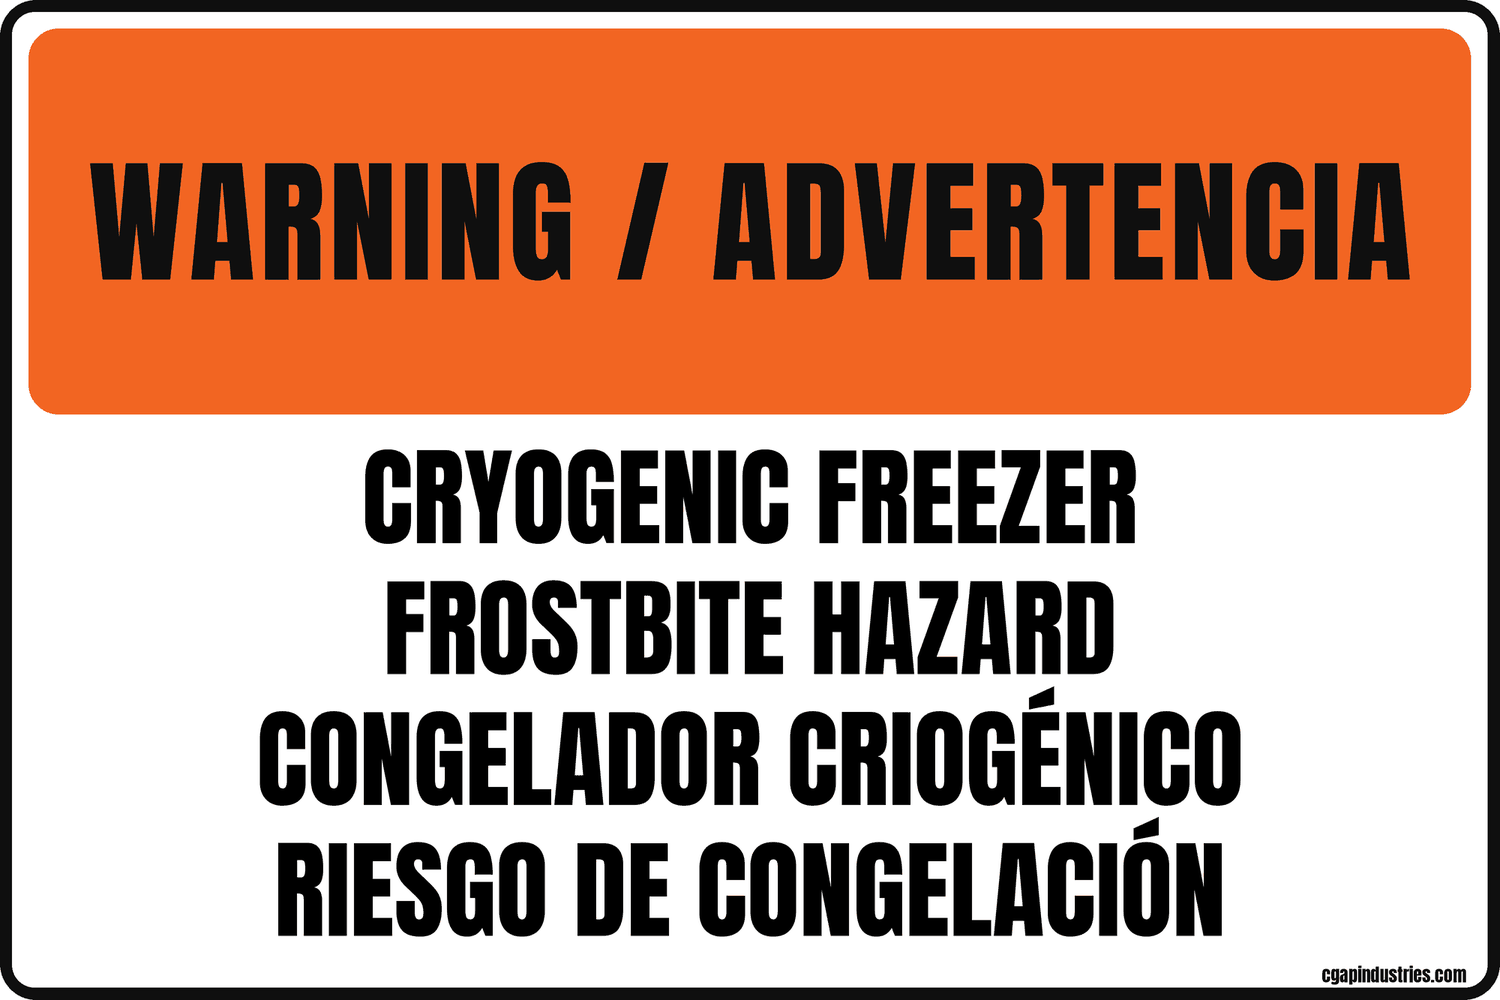 WARNING / ADVERTENCIA
CRYOGENIC FREEZER
FROSTBITE HAZARD
CONGELADOR CRIOGÉNICO
RIESGO DE CONGELACIÓN
cgapindustries.com